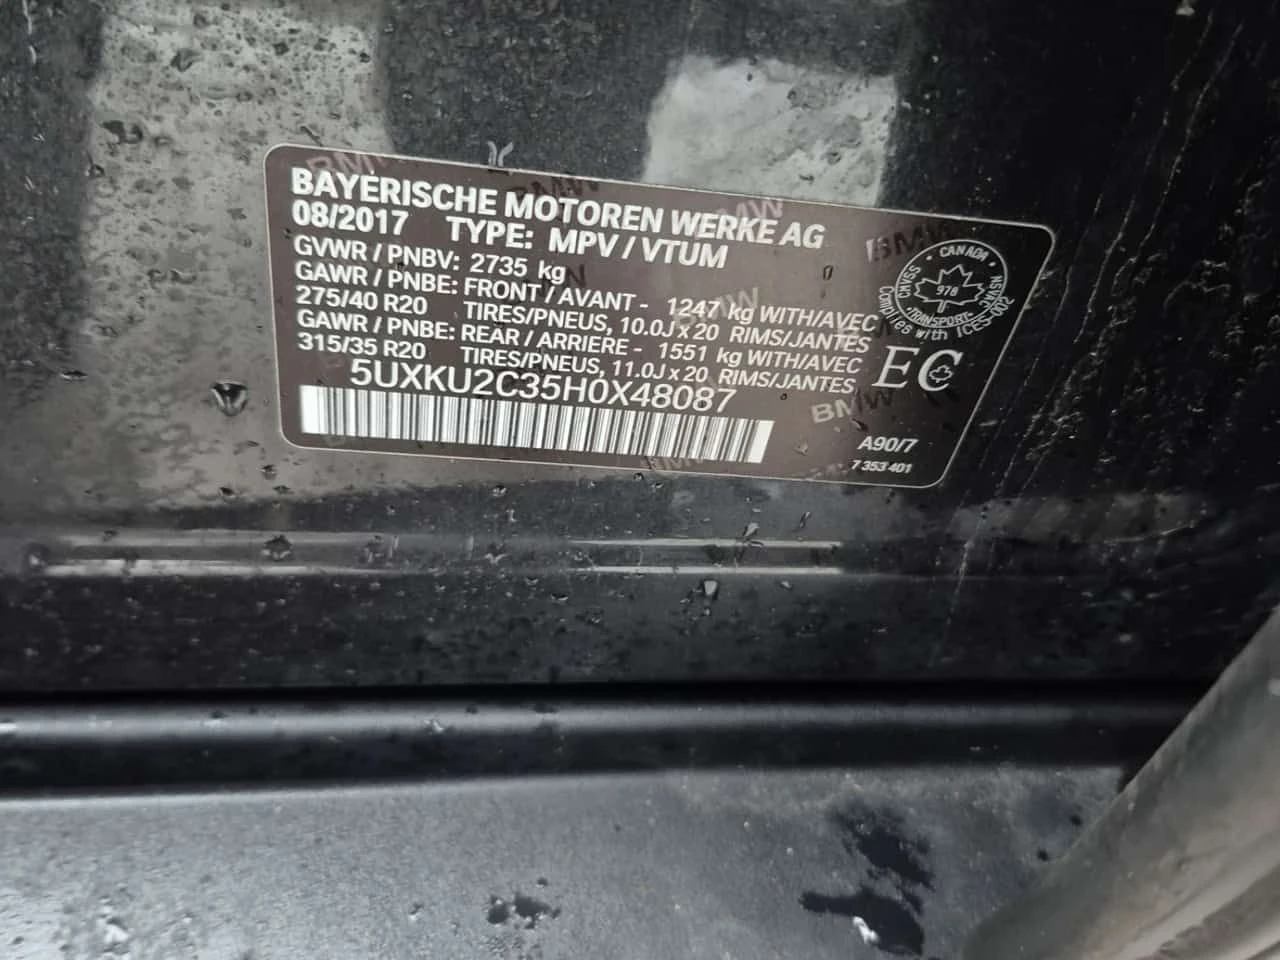 BAYERISCHE MOTOREN WERKE AG
08/2017 TYPE: MPV / VTUM
GVWR / PNBV: 2735 kg
GAWR / PNBE: FRONT / AVANT - 1247 kg WITH/AVEC
275/40 R20 TIRES/PNEUS, 10.0J x 20 RIMS/JANTES
GAWR / PNBE: REAR / ARRIERE - 1551 kg WITH/AVEC
315/35 R20 TIRES/PNEUS, 11.0J x 20 RIMS/JANTES
5UXKU2C35H0X48087
CANADA
CMVSS NSVAC
978
TRANSPORT
Complies with ICES-002
EC
A90/7
7 353 401
BMW